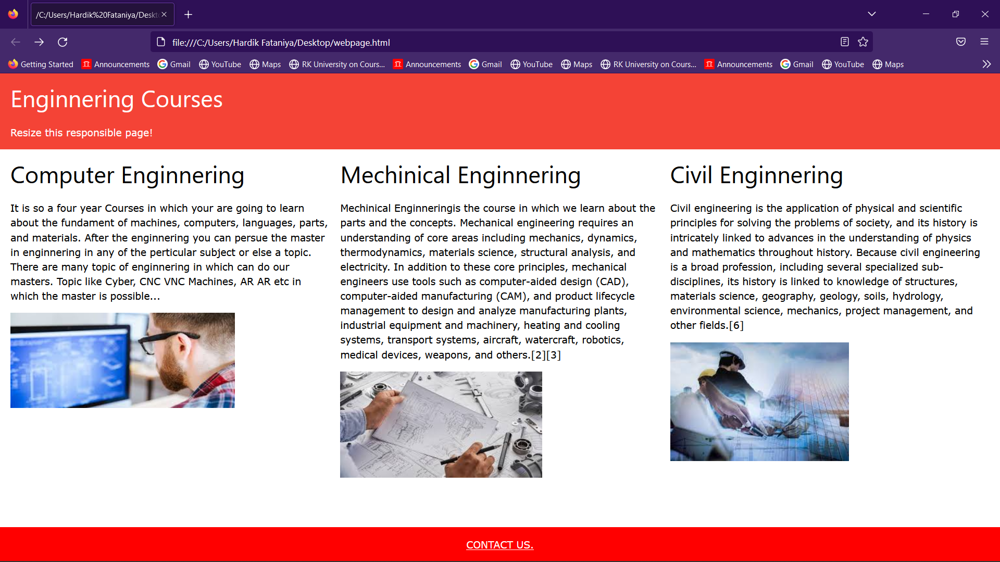 /C:/Users/Hardik%20Fataniya/Deskt
file:///C:/Users/Hardik Fataniya/Desktop/webpage.html
Getting Started Announcements Gmail YouTube Maps RK University on Cours... Announcements Gmail YouTube Maps RK University on Cours... Announcements Gmail YouTube Maps
Enginnering Courses
Resize this responsible page!
Computer Enginnering
It is so a four year Courses in which your are going to learn
about the fundament of machines, computers, languages, parts,
and materials. After the enginnering you can persue the master
in enginnering in any of the perticular subject or else a topic.
There are many topic of enginnering in which can do our
masters. Topic like Cyber, CNC VNC Machines, AR AR etc in
which the master is possible...
Mechinical Enginnering
Mechinical Enginneringis the course in which we learn about the
parts and the concepts. Mechanical engineering requires an
understanding of core areas including mechanics, dynamics,
thermodynamics, materials science, structural analysis, and
electricity. In addition to these core principles, mechanical
engineers use tools such as computer-aided design (CAD),
computer-aided manufacturing (CAM), and product lifecycle
management to design and analyze manufacturing plants,
industrial equipment and machinery, heating and cooling
systems, transport systems, aircraft, watercraft, robotics,
medical devices, weapons, and others.[2][3]
Civil Enginnering
Civil engineering is the application of physical and scientific
principles for solving the problems of society, and its history is
intricately linked to advances in the understanding of physics
and mathematics throughout history. Because civil engineering
is a broad profession, including several specialized sub-
disciplines, its history is linked to knowledge of structures,
materials science, geography, geology, soils, hydrology,
environmental science, mechanics, project management, and
other fields.[6]
CONTACT US.